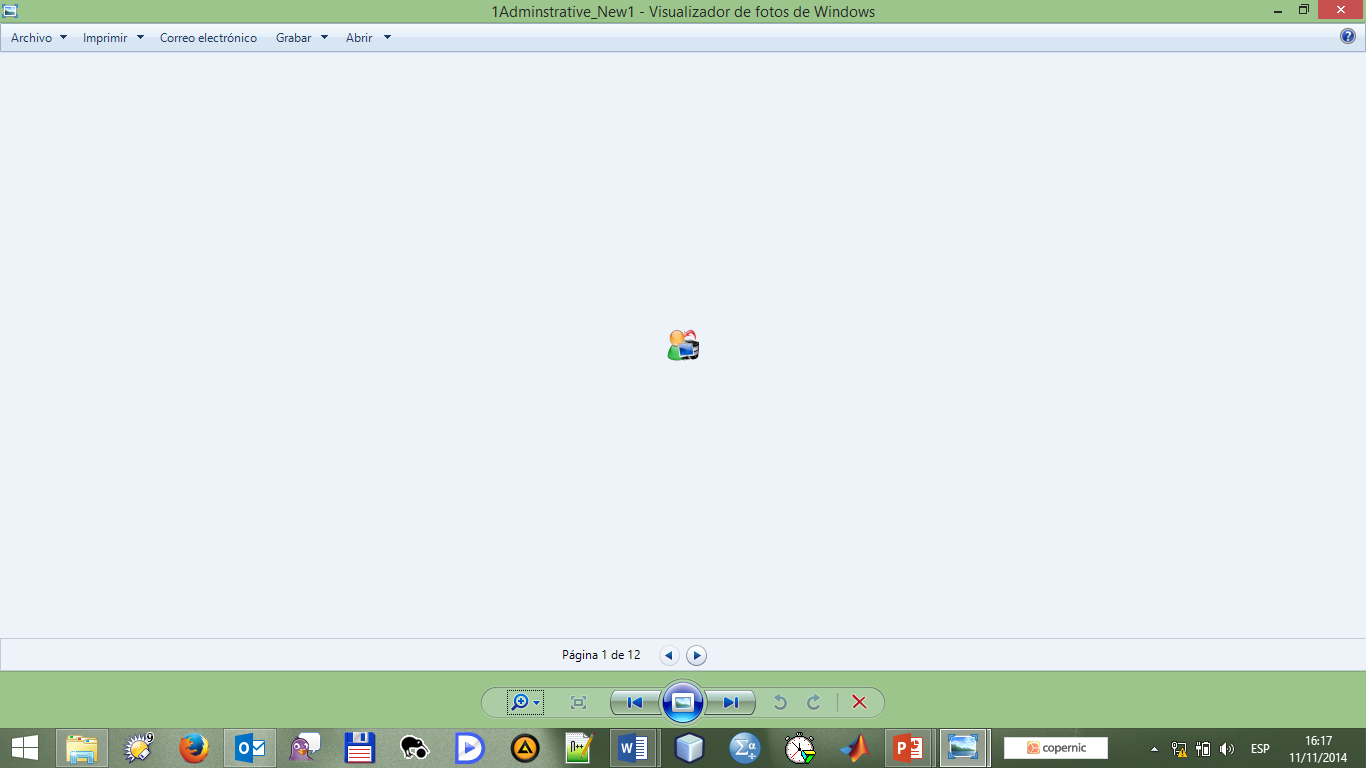 1Adminstrative_New1 - Visualizador de fotos de Windows
Archivo Imprimir Correo electrónico Grabar Abrir
Página 1 de 12
copernic
ESP
16:17
11/11/2014